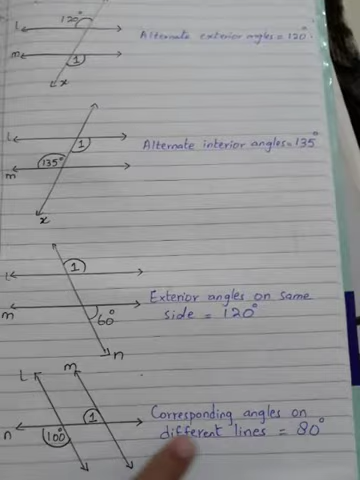 120°
l
m
1
x
Alternate exterior angles = 120°.
l
1
135°
m
x
Alternate interior angles = 135°
1
l
m
60°
n
Exterior angles on same
side = 120°
L
m
1
n
100°
Corresponding angles on
different lines = 80°